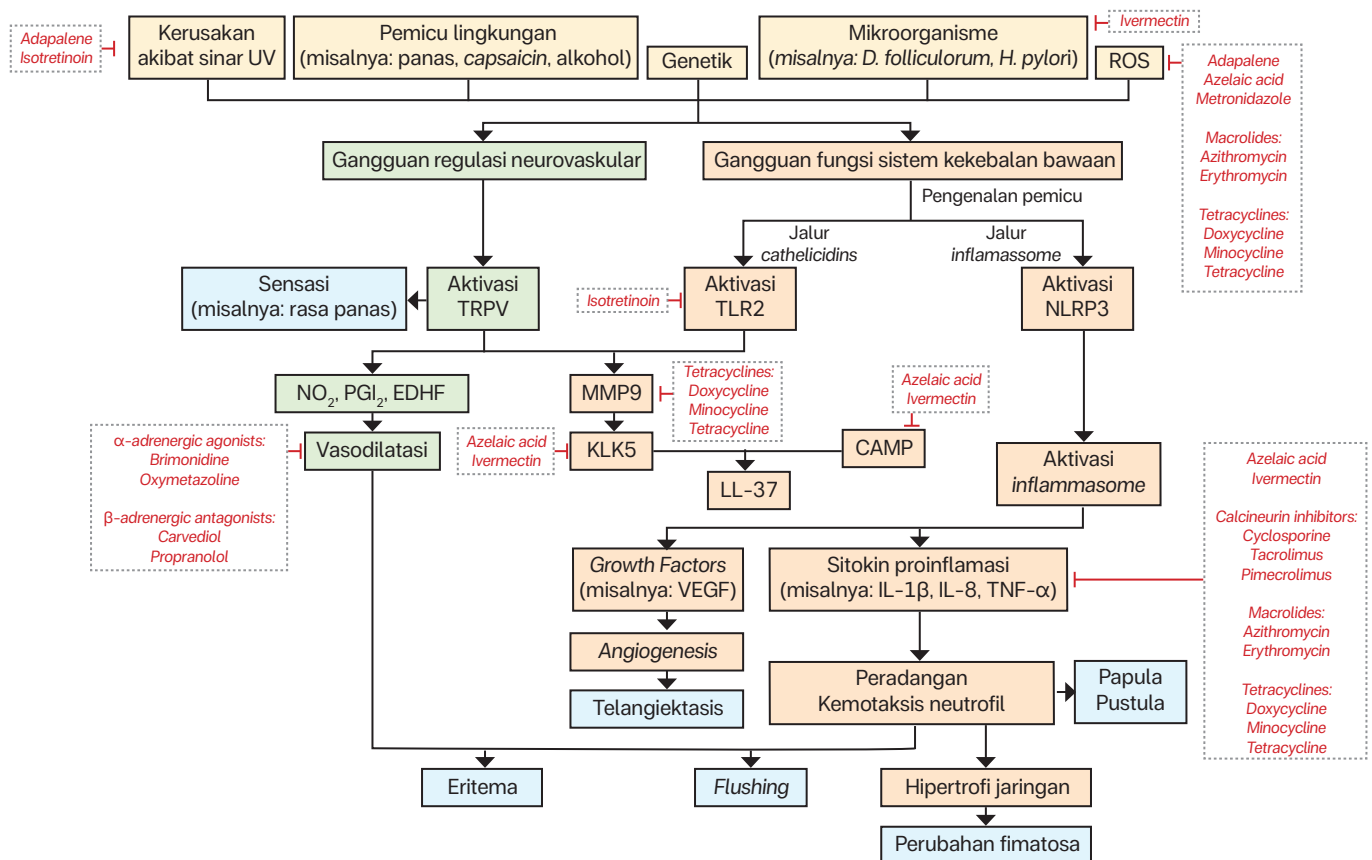 Adapalene
Isotretinoin
Kerusakan
akibat sinar UV
Pemicu lingkungan
(misalnya: panas, capsaicin, alkohol)
Genetik
Mikroorganisme
(misalnya: D. folliculorum, H. pylori)
Ivermectin
ROS
Adapalene
Azelaic acid
Metronidazole
Macrolides:
Azithromycin
Erythromycin
Tetracyclines:
Doxycycline
Minocycline
Tetracycline
Gangguan regulasi neurovaskular
Gangguan fungsi sistem kekebalan bawaan
Pengenalan pemicu
Jalur
cathelicidins
Jalur
inflamassome
Sensasi
(misalnya: rasa panas)
Aktivasi
TRPV
Isotretinoin
Aktivasi
TLR2
Aktivasi
NLRP3
NO2, PGI2, EDHF
MMP9
Tetracyclines:
Doxycycline
Minocycline
Tetracycline
Azelaic acid
Ivermectin
α-adrenergic agonists:
Brimonidine
Oxymetazoline
β-adrenergic antagonists:
Carvediol
Propranolol
Vasodilatasi
Azelaic acid
Ivermectin
KLK5
CAMP
LL-37
Aktivasi
inflammasome
Growth Factors
(misalnya: VEGF)
Sitokin proinflamasi
(misalnya: IL-1β, IL-8, TNF-α)
Azelaic acid
Ivermectin
Calcineurin inhibitors:
Cyclosporine
Tacrolimus
Pimecrolimus
Macrolides:
Azithromycin
Erythromycin
Tetracyclines:
Doxycycline
Minocycline
Tetracycline
Angiogenesis
Telangiektasis
Peradangan
Kemotaksis neutrofil
Papula
Pustula
Eritema
Flushing
Hipertrofi jaringan
Perubahan fimatosa